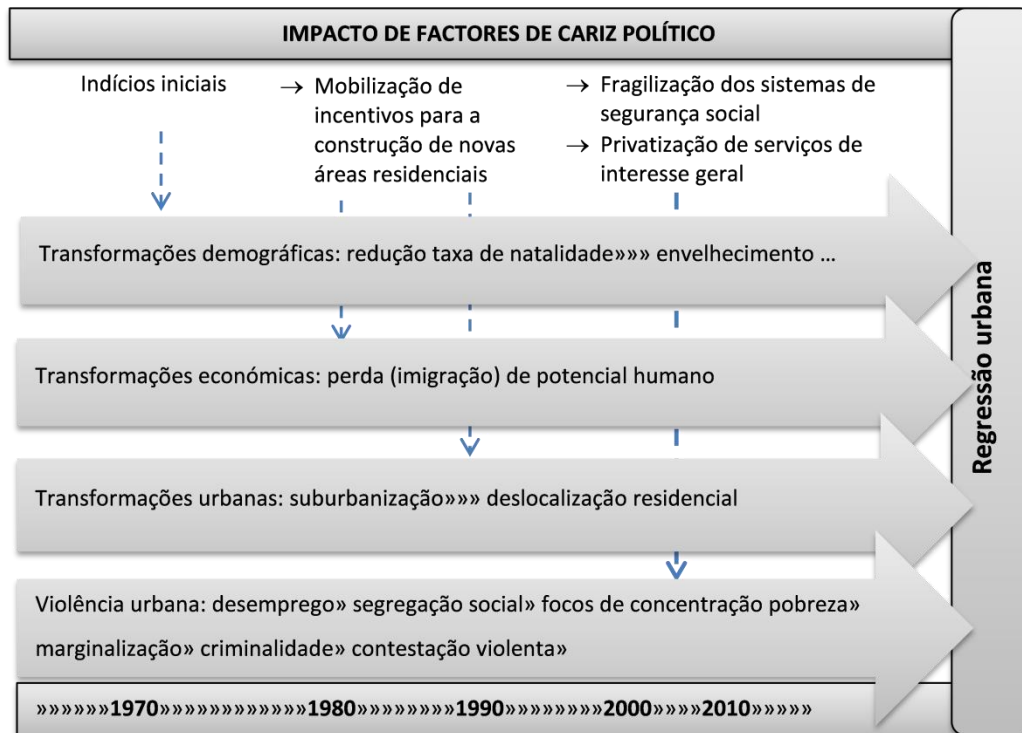 IMPACTO DE FACTORES DE CARIZ POLÍTICO
Indícios iniciais
→ Mobilização de
incentivos para a
construção de novas
áreas residenciais
→ Fragilização dos sistemas de
segurança social
→ Privatização de serviços de
interesse geral
Transformações demográficas: redução taxa de natalidade»»» envelhecimento ...
Transformações económicas: perda (imigração) de potencial humano
Transformações urbanas: suburbanização»»» deslocalização residencial
Violência urbana: desemprego» segregação social» focos de concentração pobreza»
marginalização» criminalidade» contestação violenta»
»»»»»»1970»»»»»»»»»»»»1980»»»»»»»»1990»»»»»»»»2000»»»»2010»»»»»
Regressão urbana